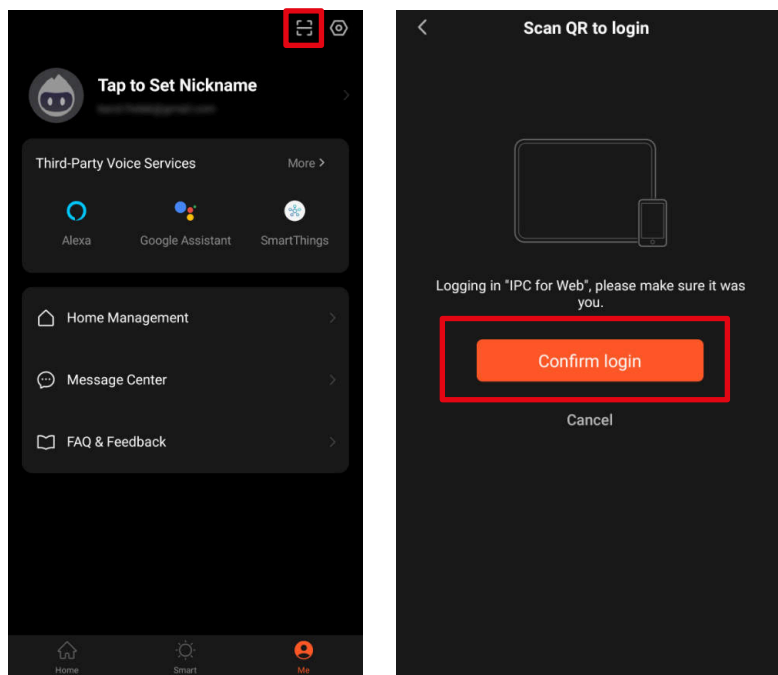 Tap to Set Nickname
Third-Party Voice Services
More >
Alexa
Google Assistant
SmartThings
Home Management
Message Center
FAQ & Feedback
Home
Smart
Me
Scan QR to login
Logging in "IPC for Web", please make sure it was
you.
Confirm login
Cancel